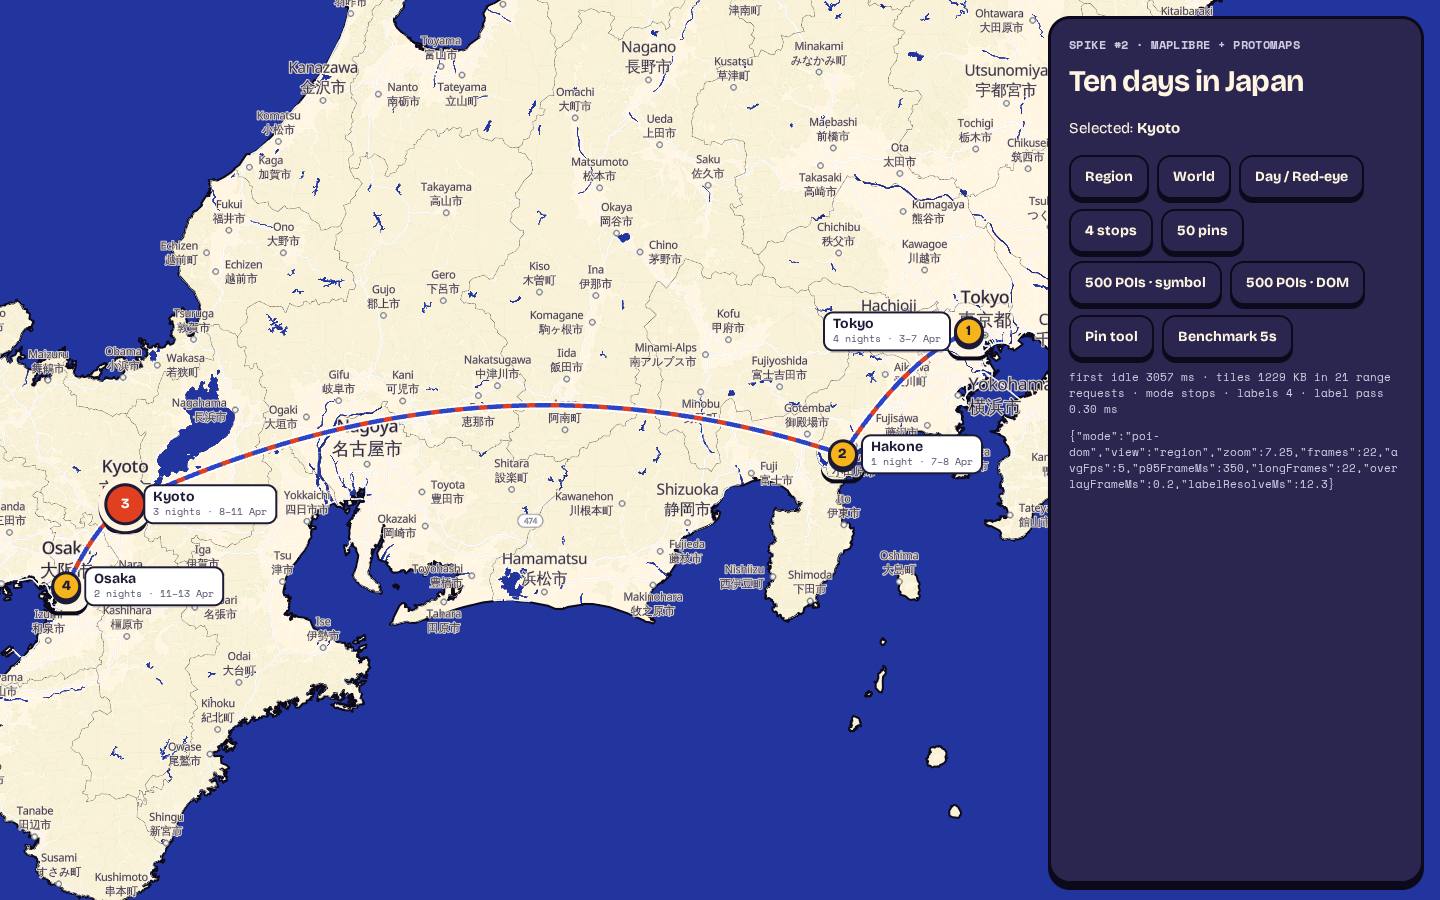 Kitaibaraki
Toyama
富山市
Kanazawa
金沢市
Nanto
南砺市
Tateyama
立山町
Komatsu
小松市
Kaga
加賀市
Fukui
福井市
Ono
大野市
Echizen
越前町
Echizen
越前市
Tsuruga
敦賀市
Takayama
高山市
Gero
下呂市
Gujo
郡上市
津南町
Nagano
長野市
Omachi
大町市
Ueda
上田市
Matsumoto
松本市
Saku
佐久市
Okaya
岡谷市
Chino
茅野市
Kiso
木曽町
Ina
伊那市
Komagane
駒ヶ根市
Iida
飯田市
Nakatsugawa
中津川市
Minami-Alps
南アルプス市
Kofu
甲府市
Kusatsu
草津町
Minakami
みなかみ町
Maebashi
前橋市
Takasaki
高崎市
Ota
太田市
Ohtawara
大田原市
Utsunomiya
宇都宮市
Tochigi
栃木市
Chikusei
筑西市
Kumagaya
熊谷市
Chichibu
秩父市
Kawagoe
川越市
Hachioji
Tokyo
東京都
Tokyo
4 nights · 3–7 Apr
1
Fujiyoshida
富士吉田市
Yokohama
横浜市
Gotemba
御殿場市
Fujisawa
Hakone
1 night · 7–8 Apr
2
Minobu
Maizuru
舞鶴市
Obama
小浜市
Wakasa
若狭町
Nagahama
長浜市
Ogaki
大垣市
Gifu
岐阜市
Kani
可児市
恵那市
阿南町
Nagoya
名古屋市
Kyoto
3
Kyoto
3 nights · 8–11 Apr
Yokkaichi
四日市市
Toyota
豊田市
Okazaki
岡崎市
Shitara
設楽町
474
Kawanehon
川根本町
Shizuoka
静岡市
Fuji
富士市
Ito
伊東市
Fujieda
藤枝市
Hamamatsu
浜松市
Toyohashi
豊橋市
Tahara
田原市
Makinohara
牧之原市
Nishiizu
西伊豆町
Shimoda
下田市
Oshima
大島町
Osaka
2 nights · 11–13 Apr
4
Nara
Iga
伊賀市
Tsu
津市
名張市
Kashihara
橿原市
和泉市
Ise
伊勢市
Odai
大台町
Kihoku
紀北町
Owase
尾鷲市
Tanabe
田辺市
Shingu
新宮市
Susami
すさみ町
Kushimoto
串本町
SPIKE #2 · MAPLIBRE + PROTOMAPS
Ten days in Japan
Selected: Kyoto
Region
World
Day / Red-eye
4 stops
50 pins
500 POIs · symbol
500 POIs · DOM
Pin tool
Benchmark 5s
first idle 3057 ms · tiles 1229 KB in 21 range
requests · mode stops · labels 4 · label pass
0.30 ms
{"mode":"poi-
dom","view":"region","zoom":7.25,"frames":22,"a
vgFps":5,"p95FrameMs":350,"longFrames":22,"over
layFrameMs":0.2,"labelResolveMs":12.3}